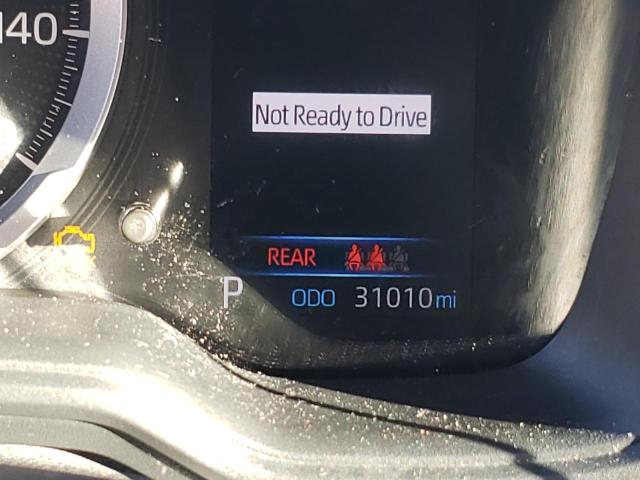 140
Not Ready to Drive
REAR
P ODO 31010 mi